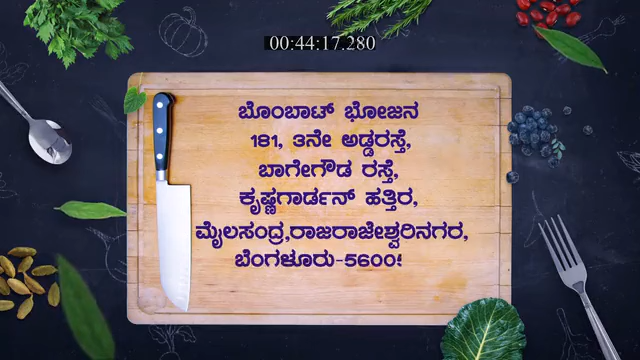 00:44:17.280
ಬೊಂಬಾಟ್ ಭೋಜನ
181, 3ನೇ ಅಡ್ಡರಸ್ತೆ,
ಬಾಗೇಗೌಡ ರಸ್ತೆ,
ಕೃಷ್ಣಗಾರ್ಡನ್ ಹತ್ತಿರ,
ಮೈಲಸಂದ್ರ,ರಾಜರಾಜೇಶ್ವರಿನಗರ,
ಬೆಂಗಳೂರು-5600